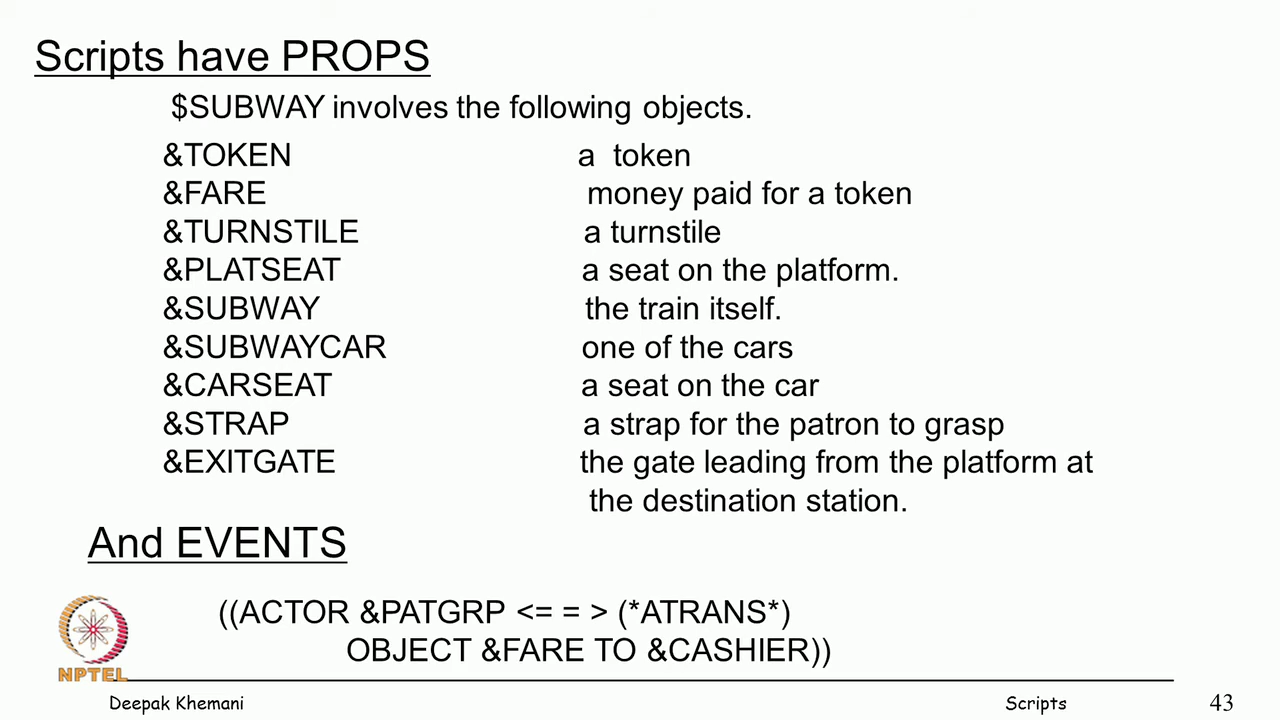 Scripts have PROPS
$SUBWAY involves the following objects.
&TOKEN a token
&FARE money paid for a token
&TURNSTILE a turnstile
&PLATSEAT a seat on the platform.
&SUBWAY the train itself.
&SUBWAYCAR one of the cars
&CARSEAT a seat on the car
&STRAP a strap for the patron to grasp
&EXITGATE the gate leading from the platform at
the destination station.
And EVENTS
((ACTOR &PATGRP <= = > (*ATRANS*)
OBJECT &FARE TO &CASHIER))
NPTEL
Deepak Khemani Scripts 43